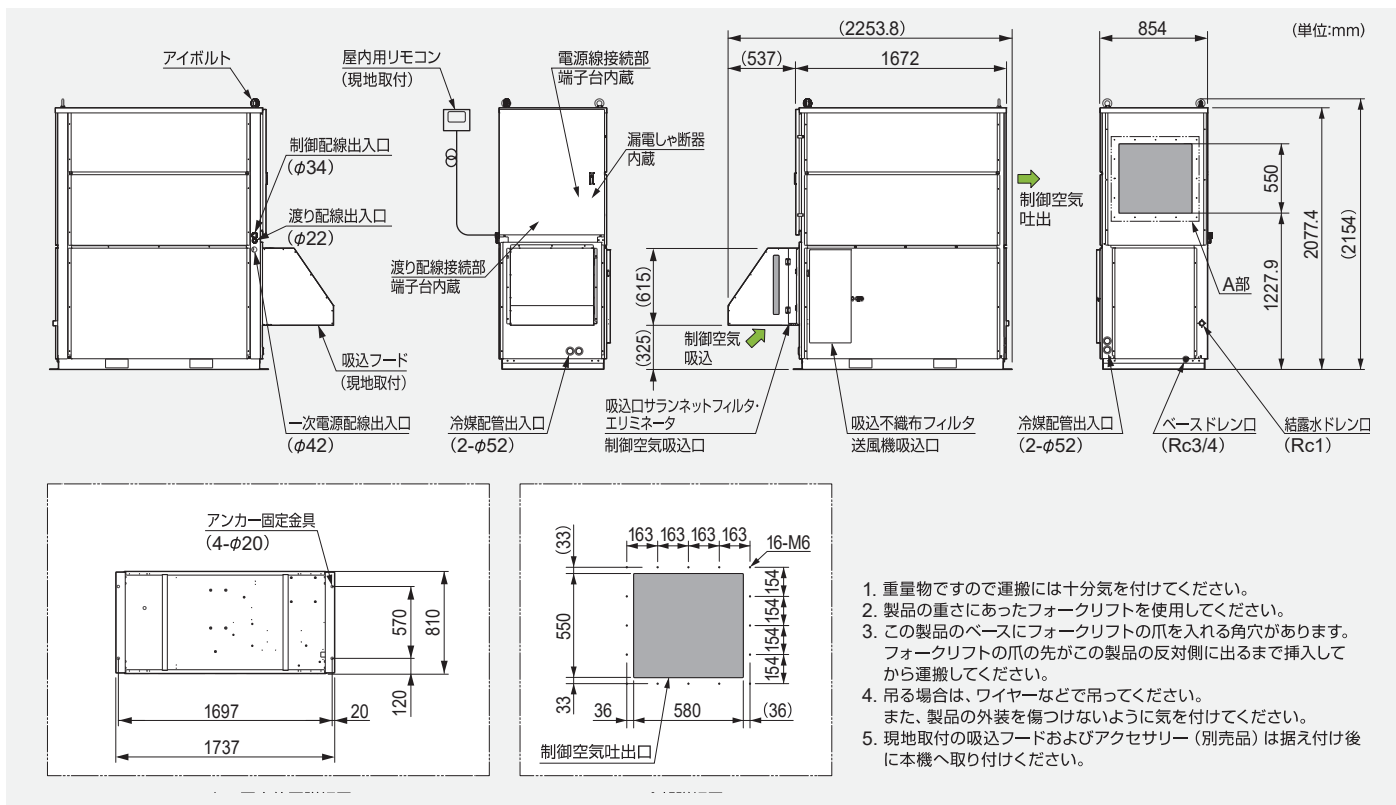 (単位:mm)
アイボルト
制御配線出入口
(φ34)
渡り配線出入口
(φ22)
吸込フード
(現地取付)
一次電源配線出入口
(φ42)
屋内用リモコン
(現地取付)
電源線接続部
端子台内蔵
漏電しゃ断器
内蔵
渡り配線接続部
端子台内蔵
冷媒配管出入口
(2-φ52)
(2253.8)
(537)
1672
(615)
(325)
制御空気
吸込
制御空気
吐出
吸込口サランネットフィルタ・
エリミネータ
制御空気吸込口
吸込不織布フィルタ
送風機吸込口
854
550
1227.9
2077.4
(2154)
A部
冷媒配管出入口
(2-φ52)
ベースドレン口
(Rc3/4)
結露水ドレン口
(Rc1)
アンカー固定金具
(4-φ20)
570
810
120
1697
20
1737
(33)
163
163
163
163
16-M6
550
154
154
154
154
33
36
580
(36)
制御空気吐出口
1. 重量物ですので運搬には十分気を付けてください。
2. 製品の重さにあったフォークリフトを使用してください。
3. この製品のベースにフォークリフトの爪を入れる角穴があります。
フォークリフトの爪の先がこの製品の反対側に出るまで挿入して
から運搬してください。
4. 吊る場合は、ワイヤーなどで吊ってください。
また、製品の外装を傷つけないように気を付けてください。
5. 現地取付の吸込フードおよびアクセサリー（別売品）は据え付け後
に本機へ取り付けください。